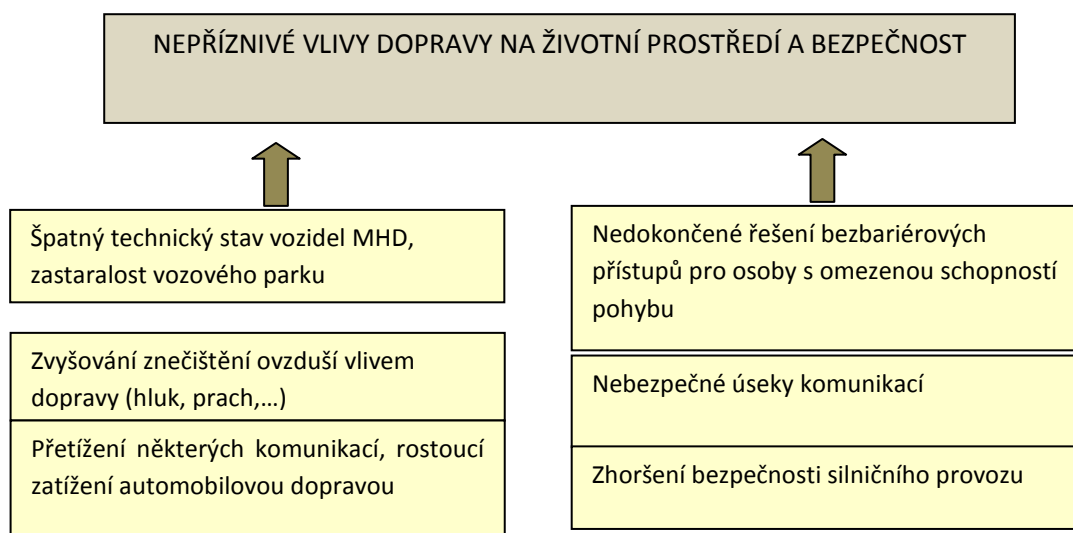 NEPŘÍZNIVÉ VLIVY DOPRAVY NA ŽIVOTNÍ PROSTŘEDÍ A BEZPEČNOST
Špatný technický stav vozidel MHD,
zastaralost vozového parku
Zvyšování znečištění ovzduší vlivem
dopravy (hluk, prach,…)
Přetížení některých komunikací, rostoucí
zatížení automobilovou dopravou
Nedokončené řešení bezbariérových
přístupů pro osoby s omezenou schopností
pohybu
Nebezpečné úseky komunikací
Zhoršení bezpečnosti silničního provozu